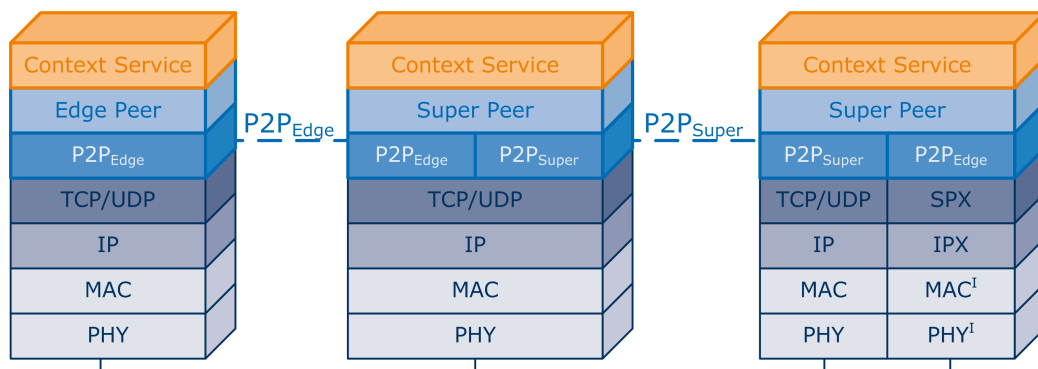 Context Service
Edge Peer
P2PEdge
TCP/UDP
IP
MAC
PHY
P2PEdge
Context Service
Super Peer
P2PEdge P2PSuper
TCP/UDP
IP
MAC
PHY
P2PSuper
Context Service
Super Peer
P2PSuper P2PEdge
TCP/UDP SPX
IP IPX
MAC MACI
PHY PHYI